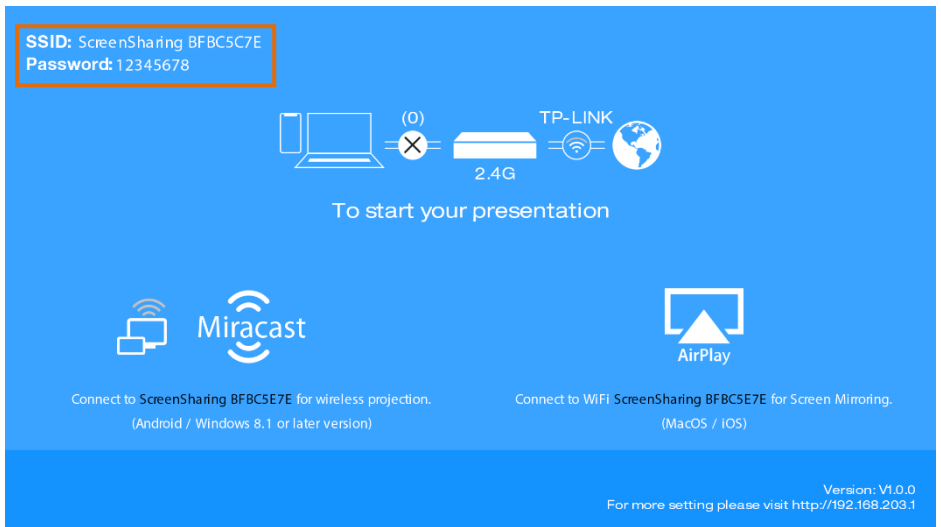 SSID: ScreenSharing BFBC5C7E
Password: 12345678
(0)
TP-LINK
2.4G
To start your presentation
Miracast
AirPlay
Connect to ScreenSharing BFBC5E7E for wireless projection.
(Android / Windows 8.1 or later version)
Connect to WiFi ScreenSharing BFBC5E7E for Screen Mirroring.
(MacOS / iOS)
Version: V1.0.0
For more setting please visit http://192.168.203.1